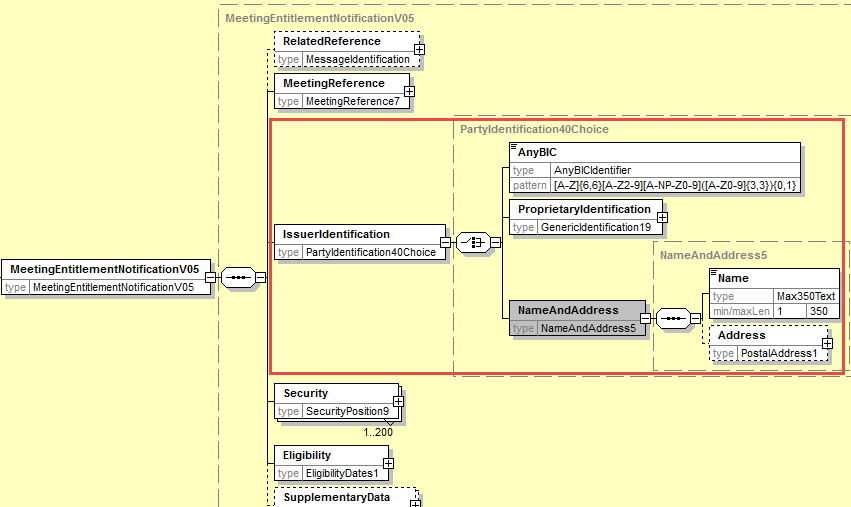 MeetingEntitlementNotificationV05
RelatedReference
type MessageIdentification
MeetingReference
type MeetingReference7
PartyIdentification40Choice
AnyBIC
type AnyBICIdentifier
pattern [A-Z]{6,6}[A-Z2-9][A-NP-Z0-9]([A-Z0-9]{3,3}){0,1}
ProprietaryIdentification
type GenericIdentification19
IssuerIdentification
type PartyIdentification40Choice
NameAndAddress5
MeetingEntitlementNotificationV05
type MeetingEntitlementNotificationV05
Name
type Max350Text
min/maxLen 1 350
NameAndAddress
type NameAndAddress5
Address
type PostalAddress1
Security
type SecurityPosition9
1..200
Eligibility
type EligibilityDates1
SupplementaryData